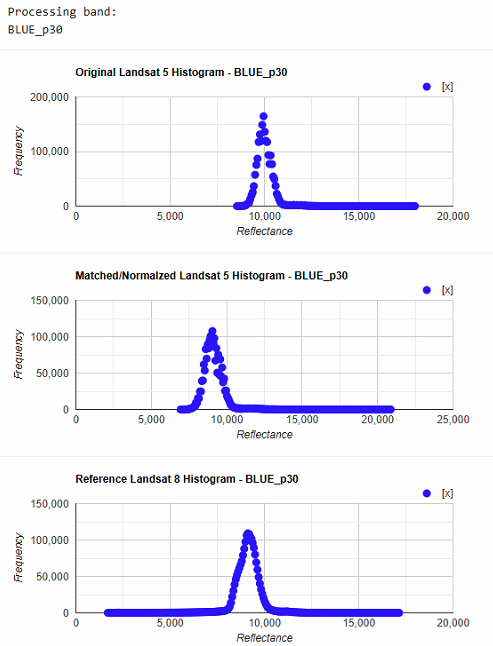 Processing band:
BLUE_p30
Original Landsat 5 Histogram - BLUE_p30
[x]
200,000
100,000
0
Frequency
0 5,000 10,000 15,000 20,000
Reflectance
Matched/Normalzed Landsat 5 Histogram - BLUE_p30
[x]
150,000
100,000
50,000
0
Frequency
0 5,000 10,000 15,000 20,000 25,000
Reflectance
Reference Landsat 8 Histogram - BLUE_p30
[x]
150,000
100,000
50,000
0
Frequency
0 5,000 10,000 15,000 20,000
Reflectance